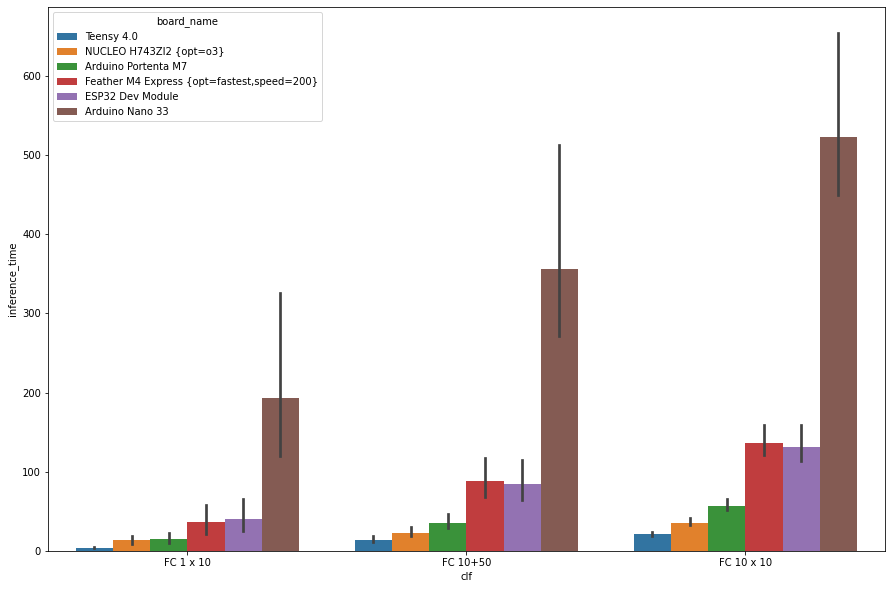 board_name
Teensy 4.0
NUCLEO H743ZI2 {opt=o3}
Arduino Portenta M7
Feather M4 Express {opt=fastest,speed=200}
ESP32 Dev Module
Arduino Nano 33
600
500
400
300
200
100
0
inference_time
FC 1 x 10
FC 10+50
FC 10 x 10
clf